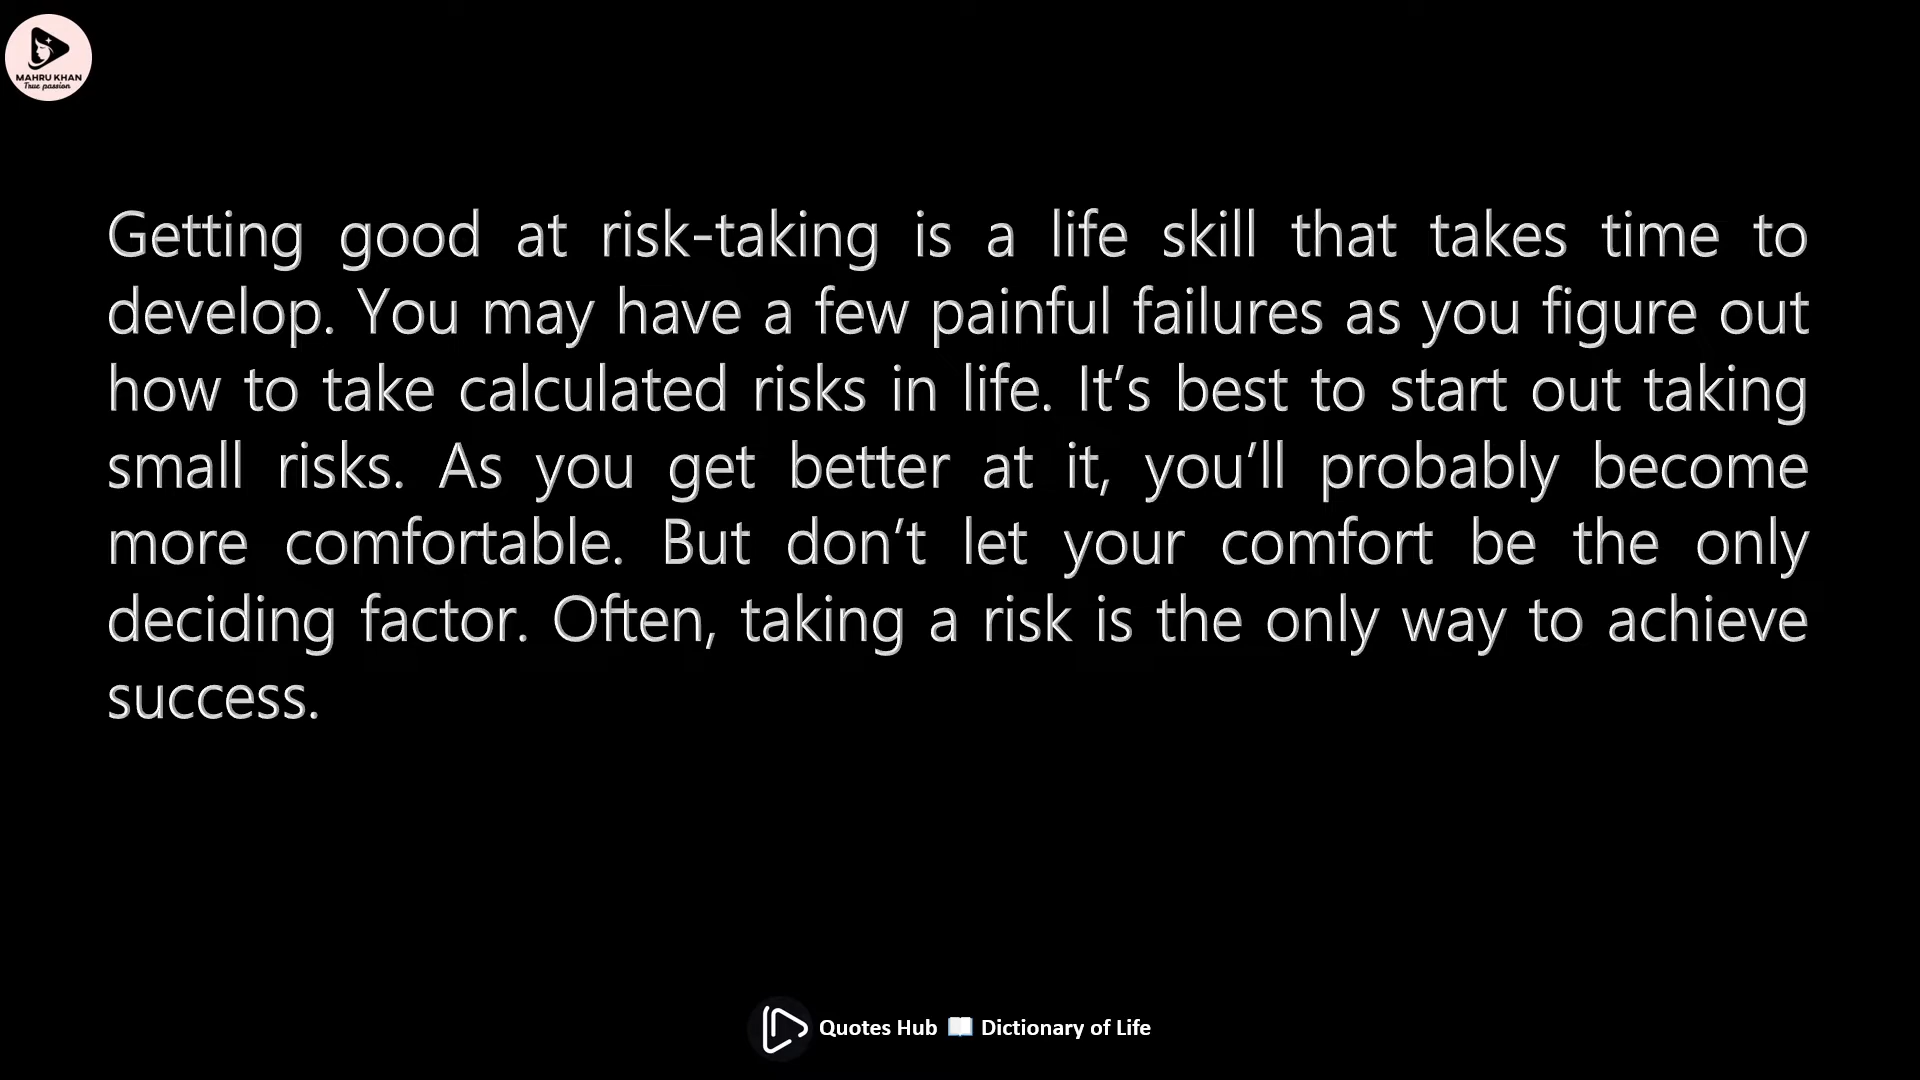 MAHRU KHAN
True passion
Getting good at risk-taking is a life skill that takes time to
develop. You may have a few painful failures as you figure out
how to take calculated risks in life. It’s best to start out taking
small risks. As you get better at it, you’ll probably become
more comfortable. But don’t let your comfort be the only
deciding factor. Often, taking a risk is the only way to achieve
success.
Quotes Hub 📖 Dictionary of Life